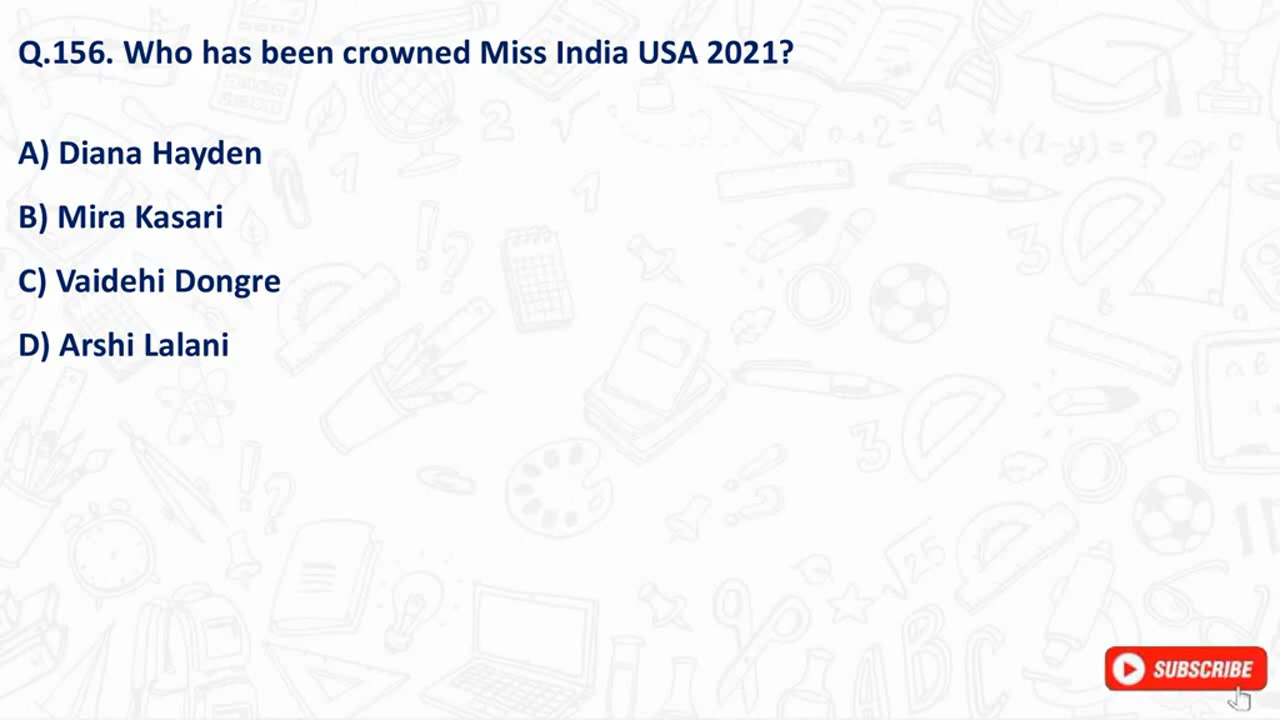 Q.156. Who has been crowned Miss India USA 2021?
A) Diana Hayden
B) Mira Kasari
C) Vaidehi Dongre
D) Arshi Lalani
SUBSCRIBE